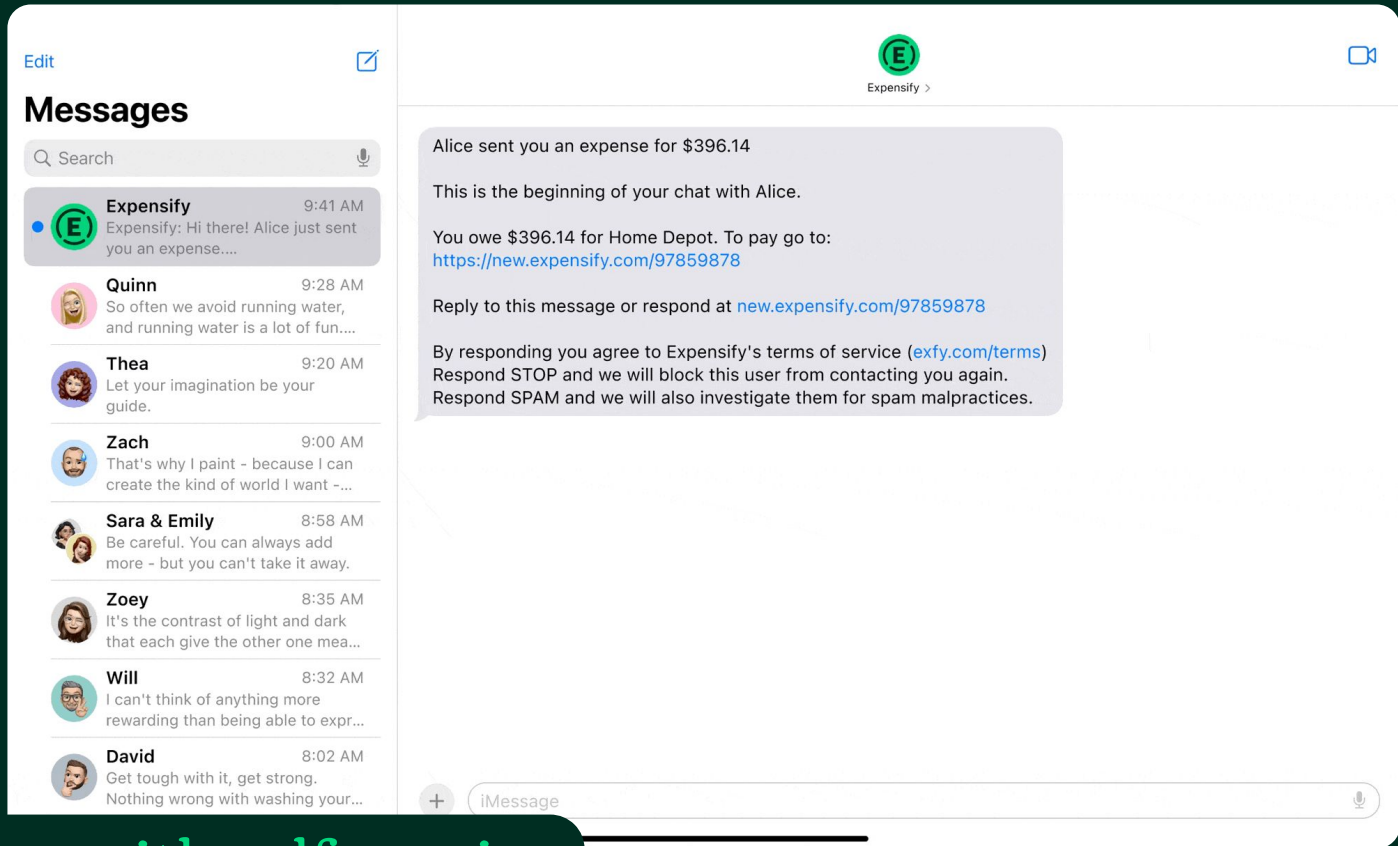 Edit
Messages
Search
Expensify 9:41 AM
Expensify: Hi there! Alice just sent
you an expense....
Quinn 9:28 AM
So often we avoid running water,
and running water is a lot of fun....
Thea 9:20 AM
Let your imagination be your
guide.
Zach 9:00 AM
That's why I paint - because I can
create the kind of world I want -...
Sara & Emily 8:58 AM
Be careful. You can always add
more - but you can't take it away.
Zoey 8:35 AM
It's the contrast of light and dark
that each give the other one mea...
Will 8:32 AM
I can't think of anything more
rewarding than being able to expr...
David 8:02 AM
Get tough with it, get strong.
Nothing wrong with washing your...
E
Expensify >
Alice sent you an expense for $396.14
This is the beginning of your chat with Alice.
You owe $396.14 for Home Depot. To pay go to:
https://new.expensify.com/97859878
Reply to this message or respond at new.expensify.com/97859878
By responding you agree to Expensify's terms of service (exfy.com/terms)
Respond STOP and we will block this user from contacting you again.
Respond SPAM and we will also investigate them for spam malpractices.
iMessage